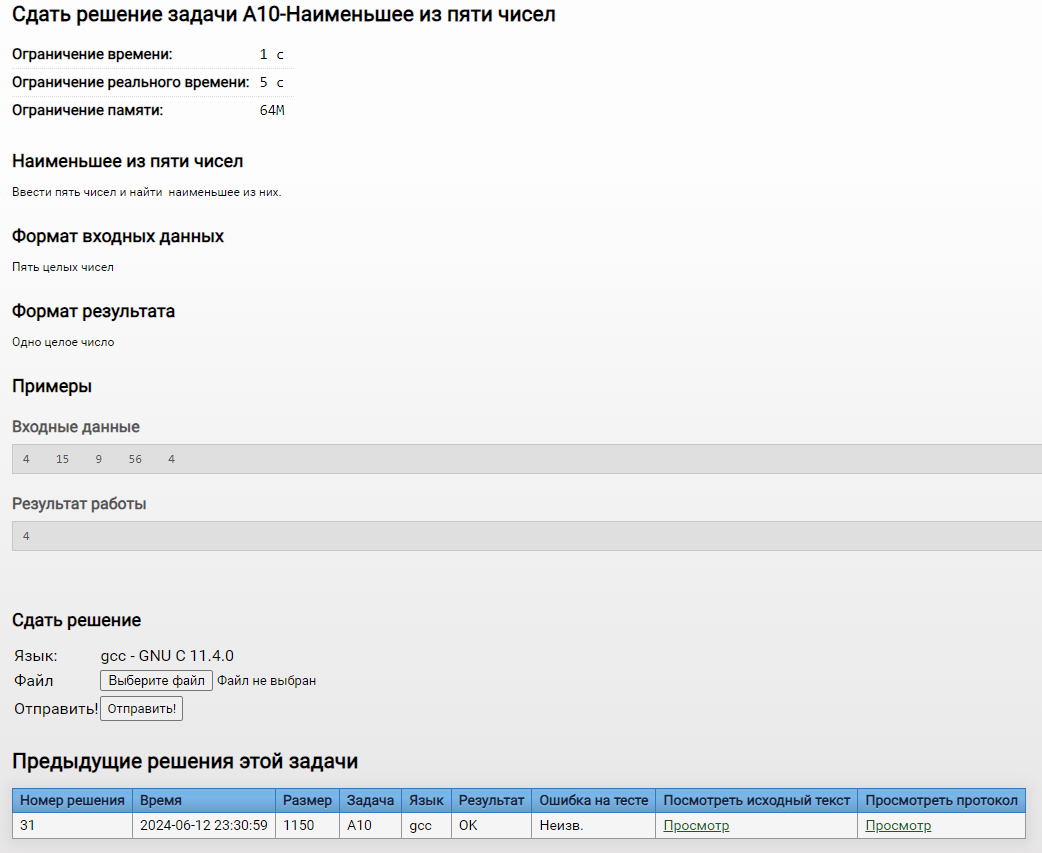 Сдать решение задачи A10-Наименьшее из пяти чисел
Ограничение времени: 1 с
Ограничение реального времени: 5 с
Ограничение памяти: 64M
Наименьшее из пяти чисел
Ввести пять чисел и найти наименьшее из них.
Формат входных данных
Пять целых чисел
Формат результата
Одно целое число
Примеры
Входные данные
4 15 9 56 4
Результат работы
4
Сдать решение
Язык: gcc - GNU C 11.4.0
Файл Выберите файл Файл не выбран
Отправить! Отправить!
Предыдущие решения этой задачи
Номер решения Время Размер Задача Язык Результат Ошибка на тесте Посмотреть исходный текст Просмотреть протокол
31 2024-06-12 23:30:59 1150 A10 gcc OK Неизв. Просмотр Просмотр